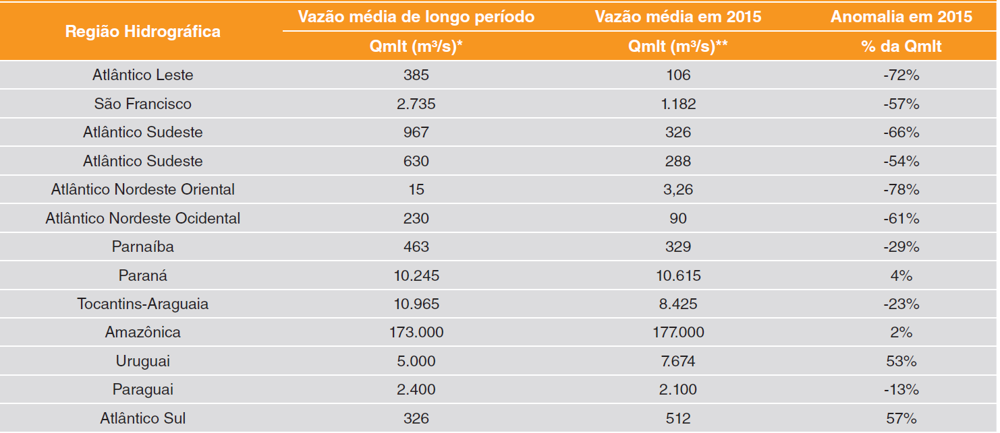 Região Hidrográfica Vazão média de longo período Vazão média em 2015 Anomalia em 2015
Qmlt (m³/s)* Qmlt (m³/s)** % da Qmlt
Atlântico Leste 385 106 -72%
São Francisco 2.735 1.182 -57%
Atlântico Sudeste 967 326 -66%
Atlântico Sudeste 630 288 -54%
Atlântico Nordeste Oriental 15 3,26 -78%
Atlântico Nordeste Ocidental 230 90 -61%
Parnaíba 463 329 -29%
Paraná 10.245 10.615 4%
Tocantins-Araguaia 10.965 8.425 -23%
Amazônica 173.000 177.000 2%
Uruguai 5.000 7.674 53%
Paraguai 2.400 2.100 -13%
Atlântico Sul 326 512 57%